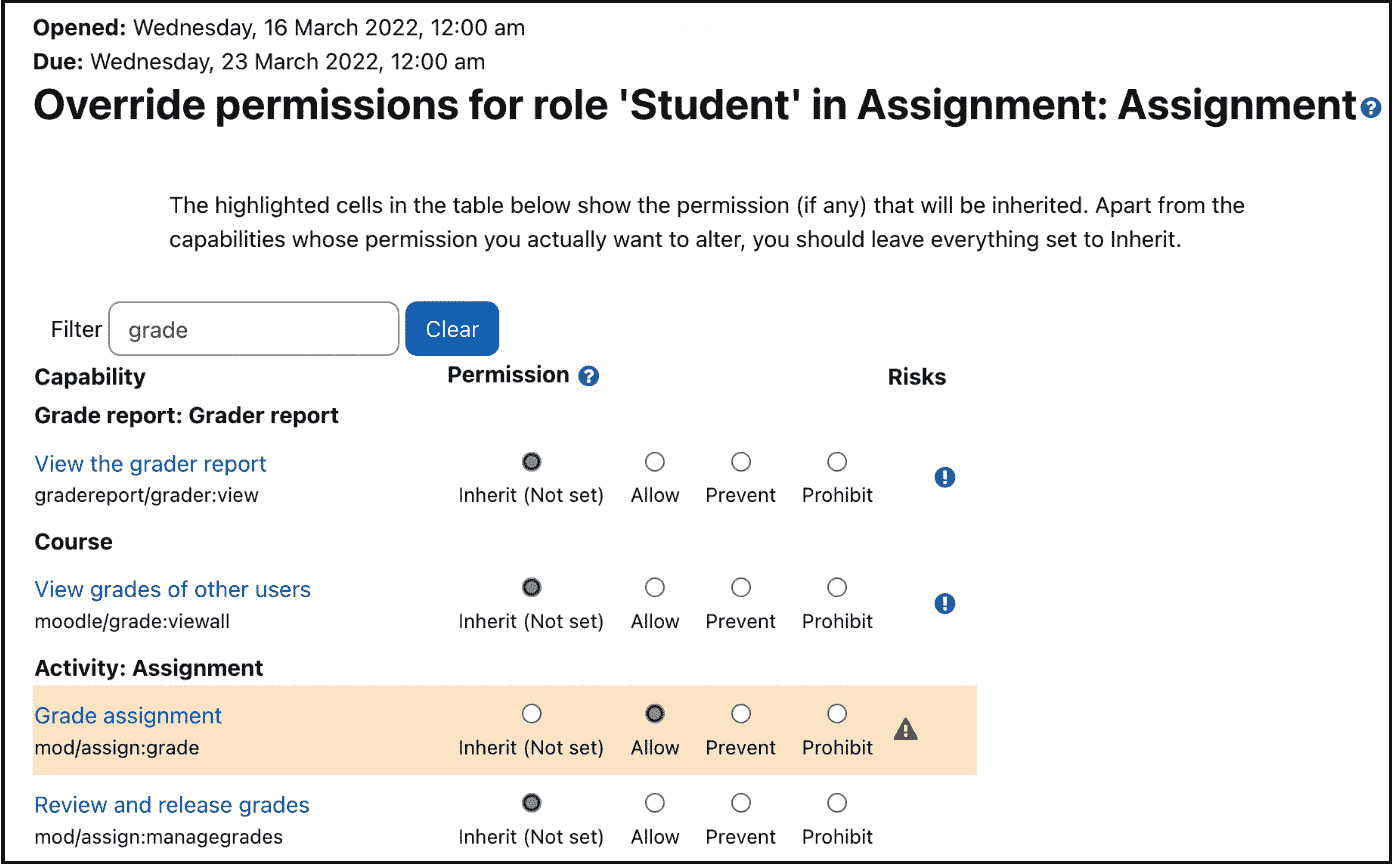 Opened: Wednesday, 16 March 2022, 12:00 am
Due: Wednesday, 23 March 2022, 12:00 am
Override permissions for role 'Student' in Assignment: Assignment ?
The highlighted cells in the table below show the permission (if any) that will be inherited. Apart from the
capabilities whose permission you actually want to alter, you should leave everything set to Inherit.
Filter grade Clear
Capability Permission ? Risks
Grade report: Grader report
View the grader report
gradereport/grader:view Inherit (Not set) Allow Prevent Prohibit !
Course
View grades of other users
moodle/grade:viewall Inherit (Not set) Allow Prevent Prohibit !
Activity: Assignment
Grade assignment
mod/assign:grade Inherit (Not set) Allow Prevent Prohibit !
Review and release grades
mod/assign:managegrades Inherit (Not set) Allow Prevent Prohibit